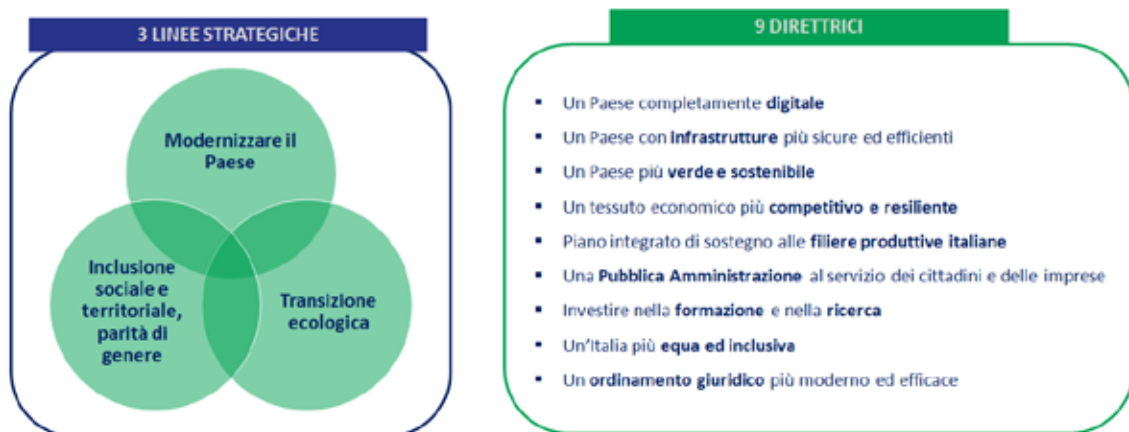 3 LINEE STRATEGICHE
Modernizzare il
Paese
Inclusione
sociale e
territoriale,
parità di
genere
Transizione
ecologica
9 DIRETTRICI
▪ Un Paese completamente digitale
▪ Un Paese con infrastrutture più sicure ed efficienti
▪ Un Paese più verde e sostenibile
▪ Un tessuto economico più competitivo e resiliente
▪ Piano integrato di sostegno alle filiere produttive italiane
▪ Una Pubblica Amministrazione al servizio dei cittadini e delle imprese
▪ Investire nella formazione e nella ricerca
▪ Un'Italia più equa ed inclusiva
▪ Un ordinamento giuridico più moderno ed efficace